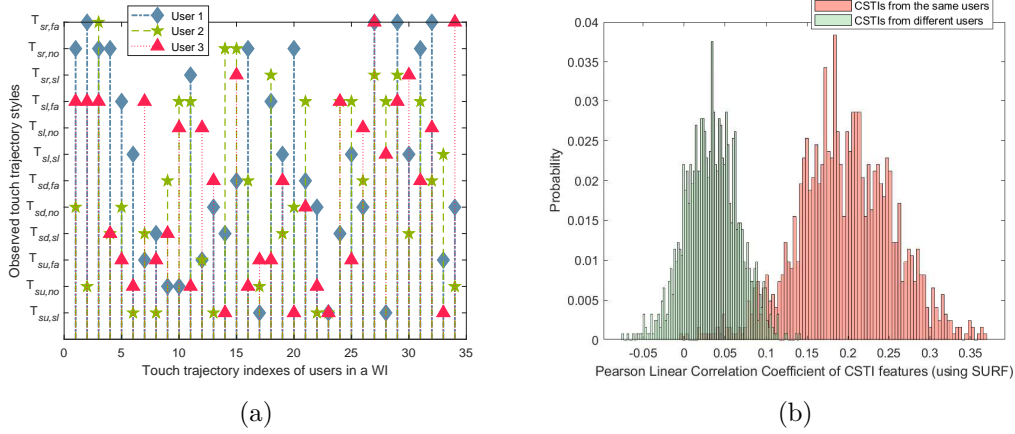 T_sr,fa
T_sr,no
T_sr,sl
T_sl,fa
T_sl,no
T_sl,sl
T_sd,fa
T_sd,no
T_sd,sl
T_su,fa
T_su,no
T_su,sl
Observed touch trajectory styles
User 1
User 2
User 3
0 5 10 15 20 25 30 35
Touch trajectory indexes of users in a WI
(a)
CSTIs from the same users
CSTIs from different users
0.04
0.035
0.03
0.025
0.02
0.015
0.01
0.005
0
Probability
-0.05 0 0.05 0.1 0.15 0.2 0.25 0.3 0.35
Pearson Linear Correlation Coefficient of CSTI features (using SURF)
(b)